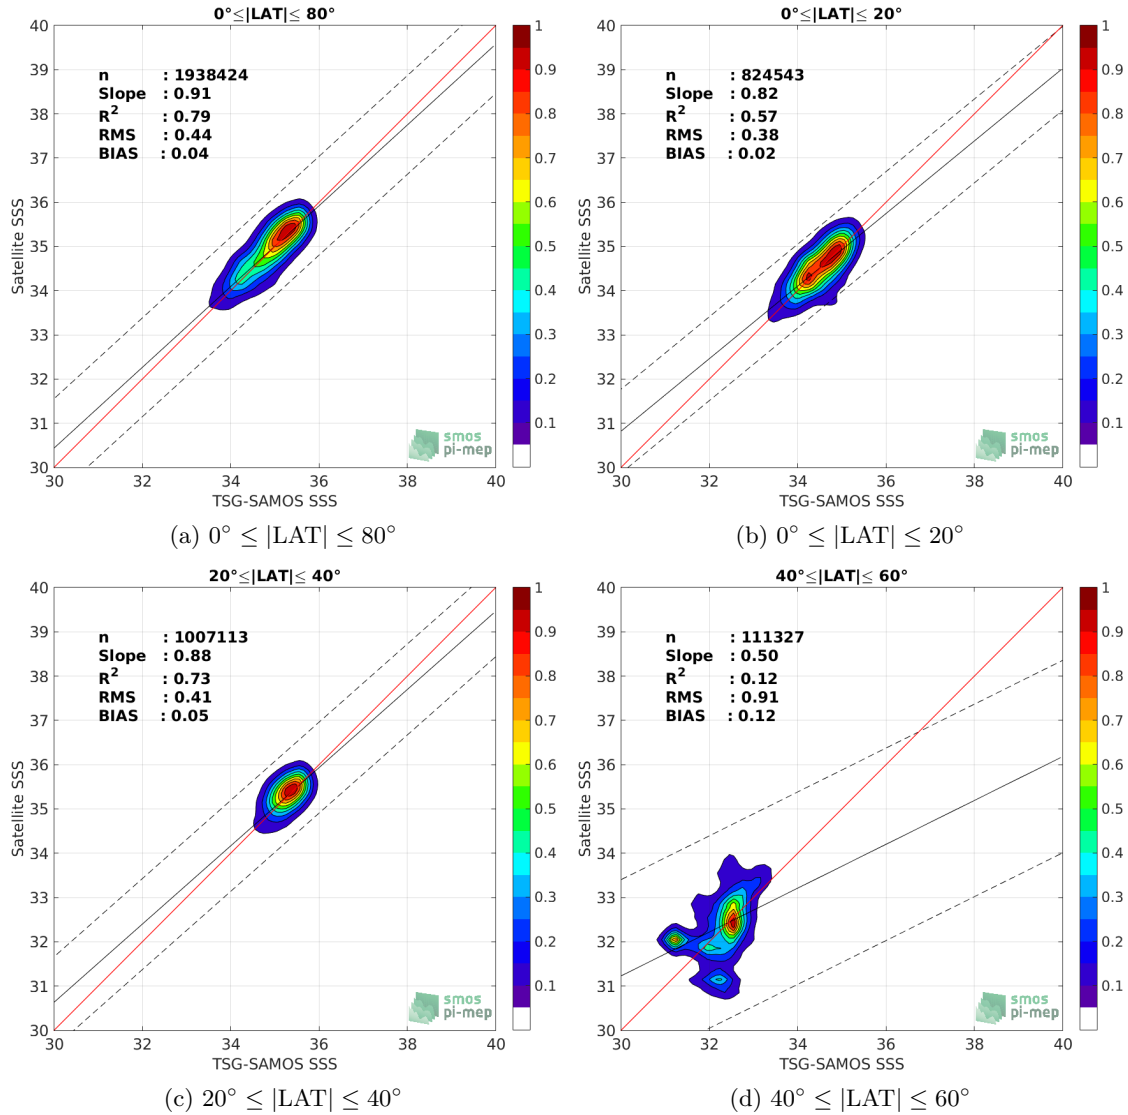 0°≤|LAT|≤ 80°
n : 1938424
Slope : 0.91
R² : 0.79
RMS : 0.44
BIAS : 0.04
40
39
38
37
36
35
34
33
32
31
30
Satellite SSS
30 32 34 36 38 40
TSG-SAMOS SSS
1
0.9
0.8
0.7
0.6
0.5
0.4
0.3
0.2
0.1
smos
pi-mep
(a) 0° ≤ |LAT| ≤ 80°
0°≤|LAT|≤ 20°
n : 824543
Slope : 0.82
R² : 0.57
RMS : 0.38
BIAS : 0.02
40
39
38
37
36
35
34
33
32
31
30
Satellite SSS
30 32 34 36 38 40
TSG-SAMOS SSS
1
0.9
0.8
0.7
0.6
0.5
0.4
0.3
0.2
0.1
smos
pi-mep
(b) 0° ≤ |LAT| ≤ 20°
20°≤|LAT|≤ 40°
n : 1007113
Slope : 0.88
R² : 0.73
RMS : 0.41
BIAS : 0.05
40
39
38
37
36
35
34
33
32
31
30
Satellite SSS
30 32 34 36 38 40
TSG-SAMOS SSS
1
0.9
0.8
0.7
0.6
0.5
0.4
0.3
0.2
0.1
smos
pi-mep
(c) 20° ≤ |LAT| ≤ 40°
40°≤|LAT|≤ 60°
n : 111327
Slope : 0.50
R² : 0.12
RMS : 0.91
BIAS : 0.12
40
39
38
37
36
35
34
33
32
31
30
Satellite SSS
30 32 34 36 38 40
TSG-SAMOS SSS
1
0.9
0.8
0.7
0.6
0.5
0.4
0.3
0.2
0.1
smos
pi-mep
(d) 40° ≤ |LAT| ≤ 60°